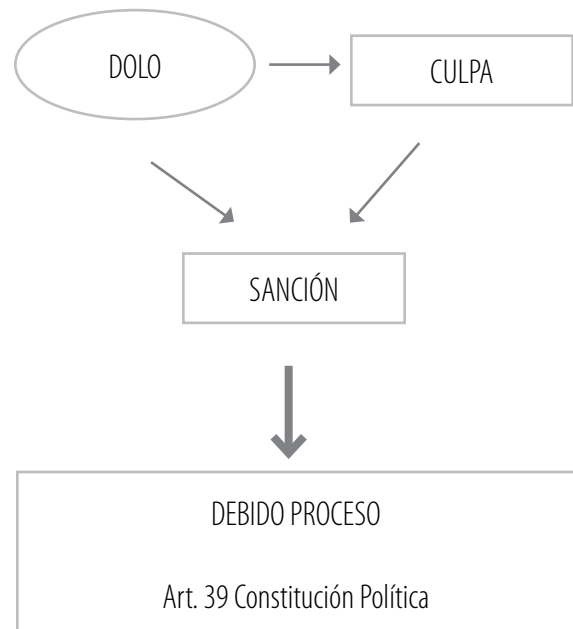 DOLO
CULPA
SANCIÓN
DEBIDO PROCESO
Art. 39 Constitución Política